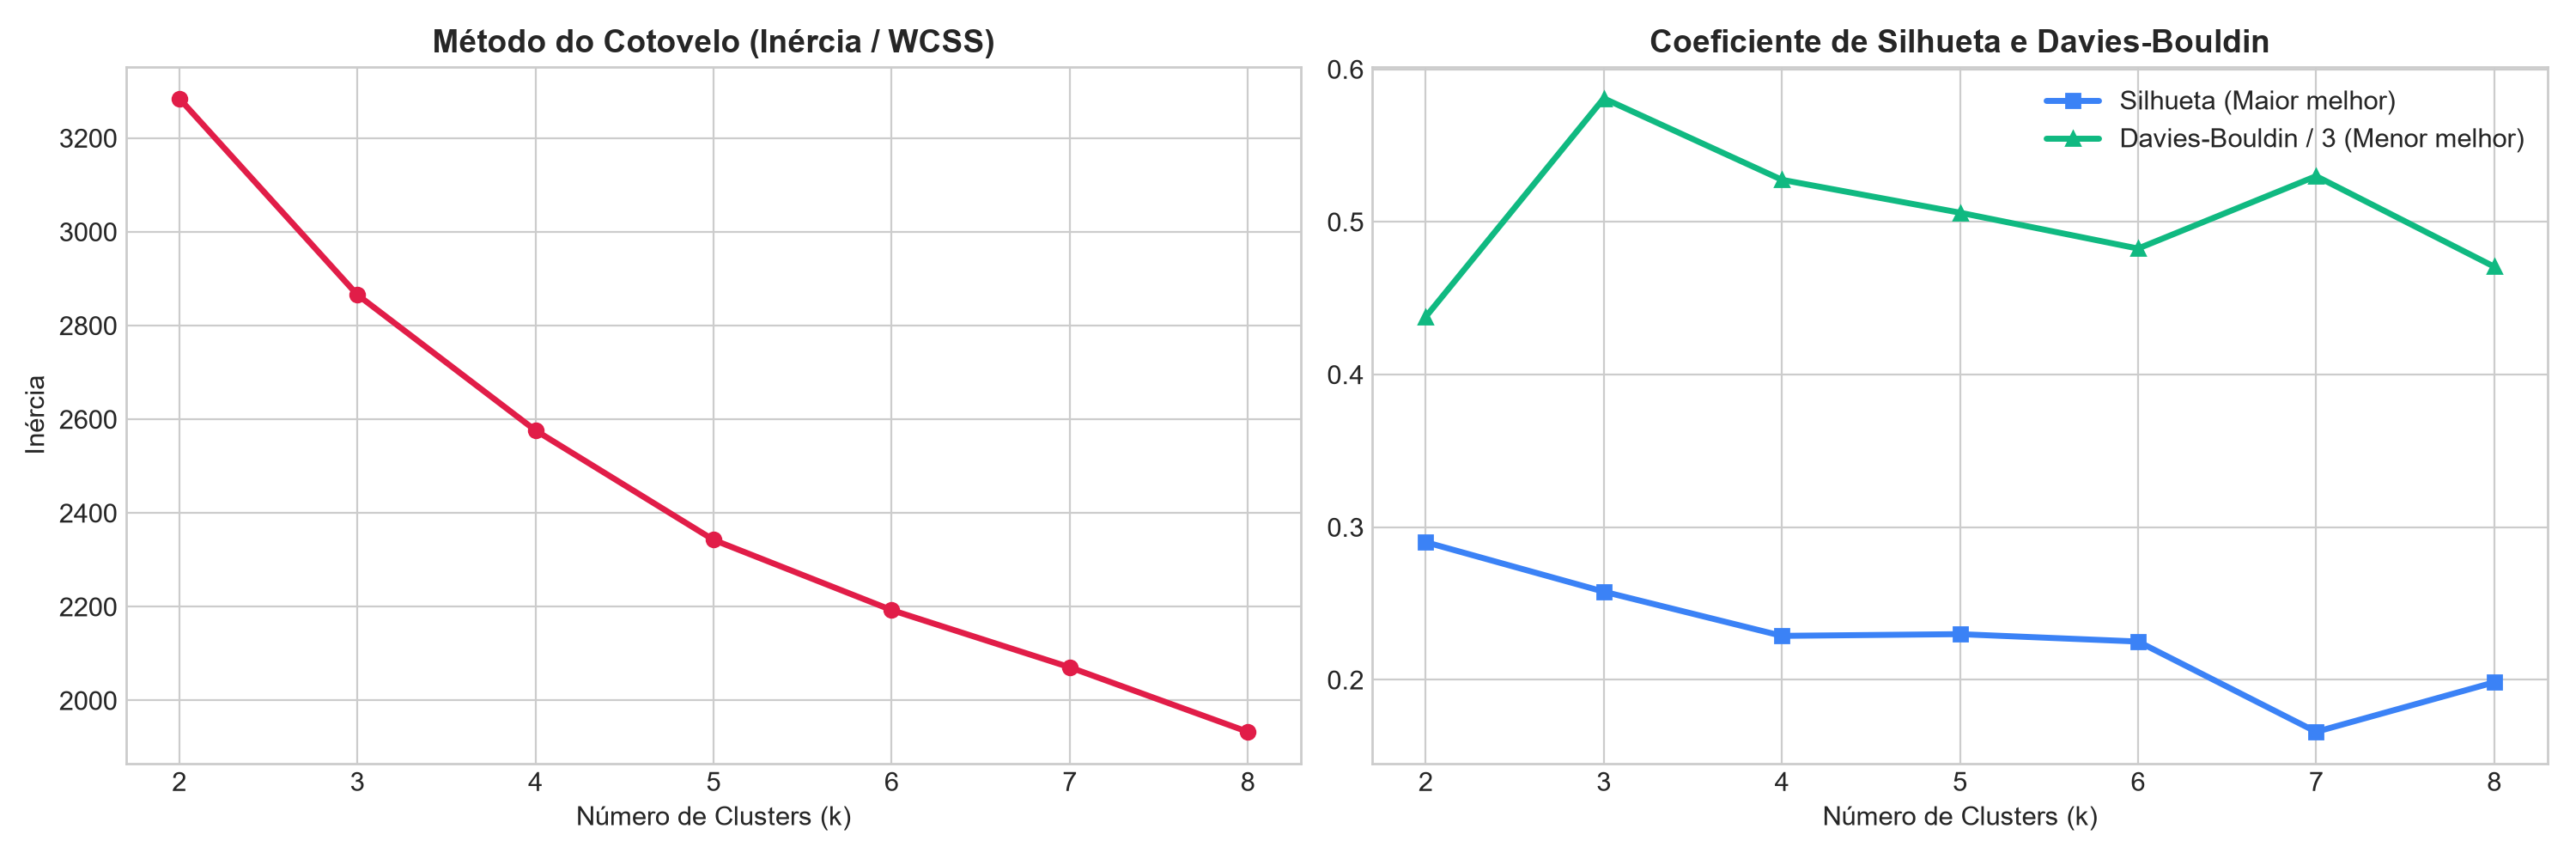 Método do Cotovelo (Inércia / WCSS)
3200
3000
2800
2600
2400
2200
2000
Inércia
2 3 4 5 6 7 8
Número de Clusters (k)
Coeficiente de Silhueta e Davies-Bouldin
0.6
0.5
0.4
0.3
0.2
Silhueta (Maior melhor)
Davies-Bouldin / 3 (Menor melhor)
2 3 4 5 6 7 8
Número de Clusters (k)